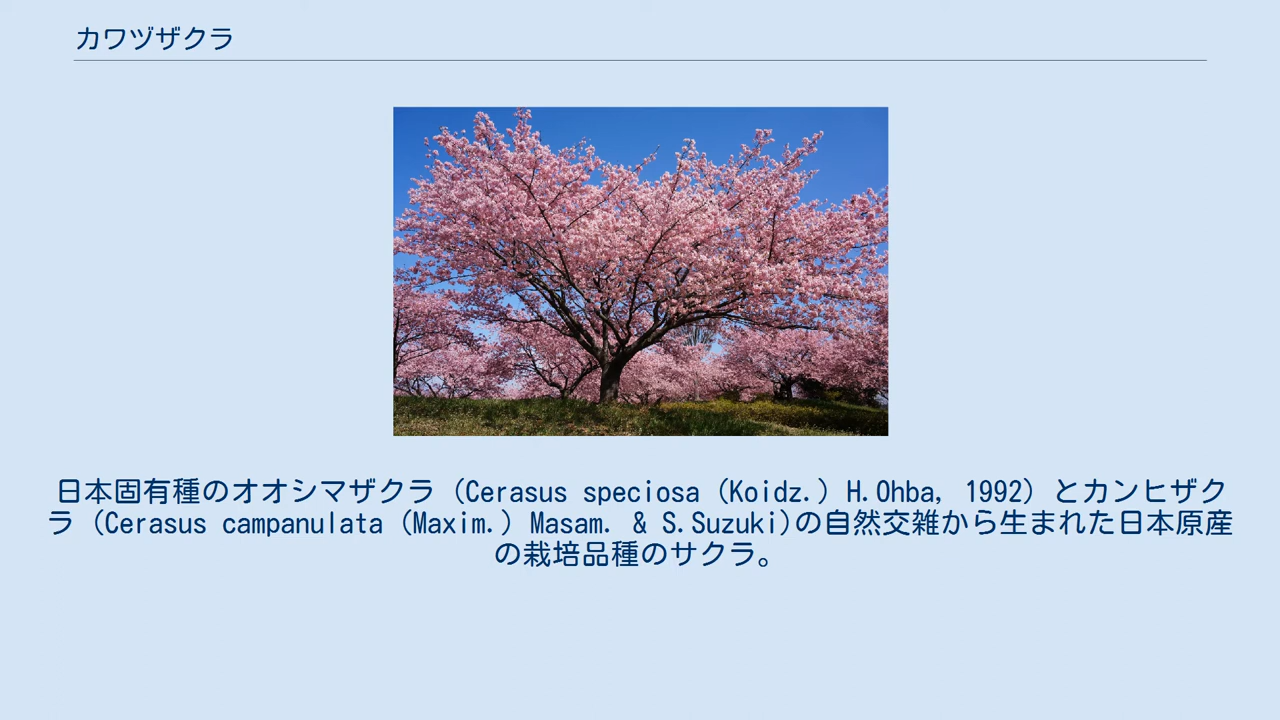 カワヅザクラ
日本固有種のオオシマザクラ（Cerasus speciosa（Koidz.）H.Ohba, 1992）とカンヒザク
ラ（Cerasus campanulata（Maxim.）Masam. & S.Suzuki)の自然交雑から生まれた日本原産
の栽培品種のサクラ。